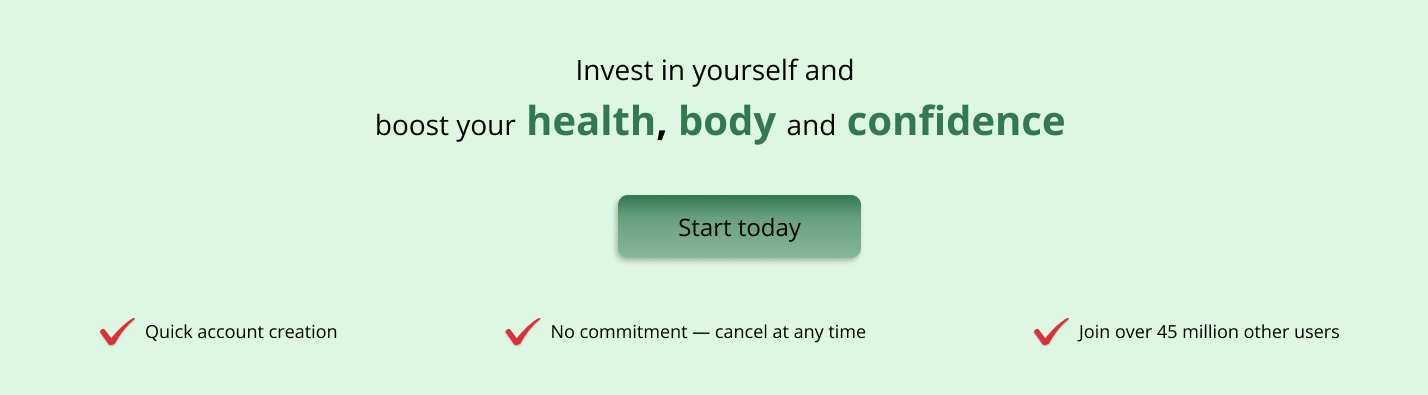 Invest in yourself and
boost your health, body and confidence
Start today
Quick account creation
No commitment — cancel at any time
Join over 45 million other users